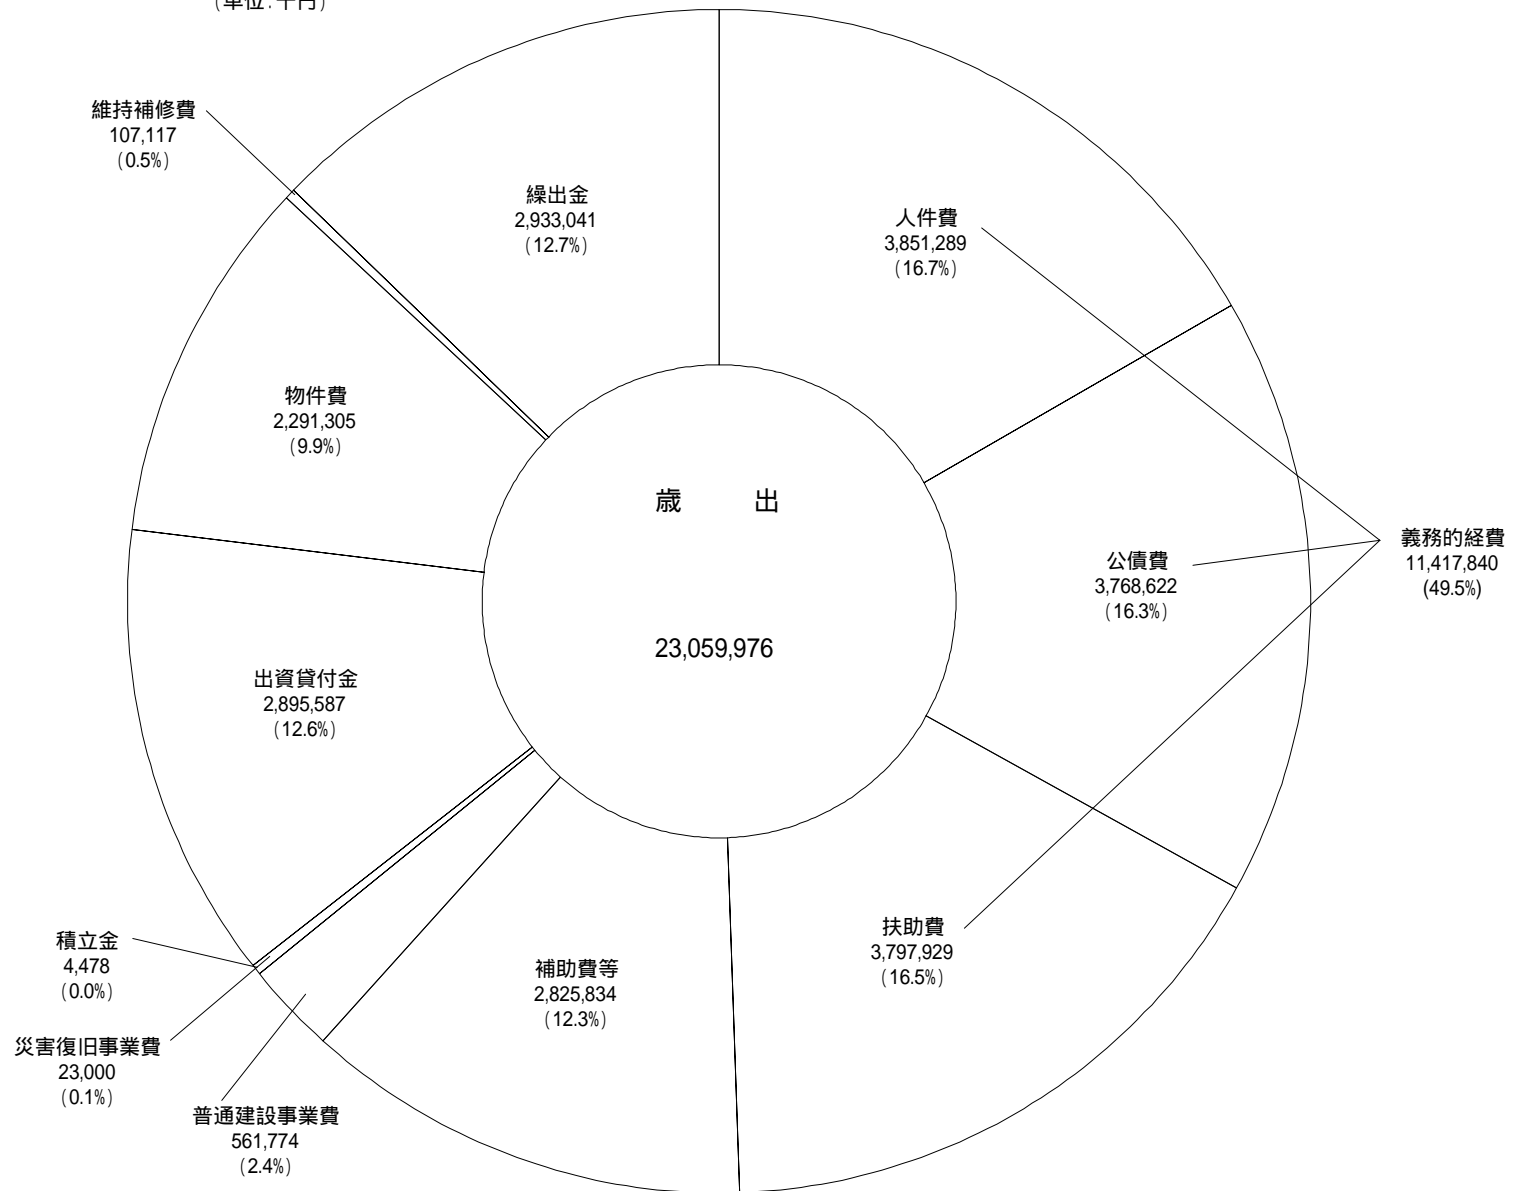 (単位:千円)
維持補修費
107,117
(0.5%)
繰出金
2,933,041
(12.7%)
人件費
3,851,289
(16.7%)
物件費
2,291,305
(9.9%)
歳 出
23,059,976
公債費
3,768,622
(16.3%)
義務的経費
11,417,840
(49.5%)
出資貸付金
2,895,587
(12.6%)
扶助費
3,797,929
(16.5%)
補助費等
2,825,834
(12.3%)
積立金
4,478
(0.0%)
災害復旧事業費
23,000
(0.1%)
普通建設事業費
561,774
(2.4%)